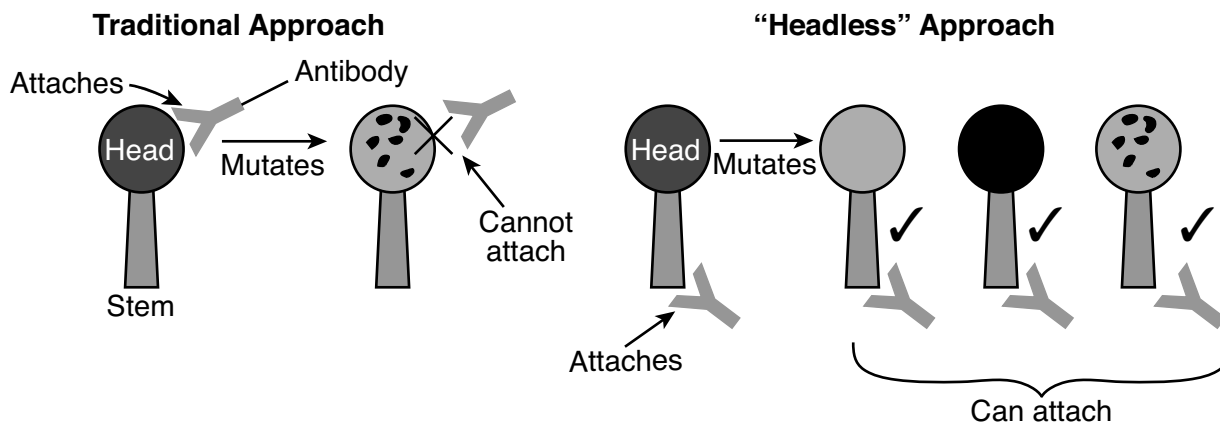 Traditional Approach
Attaches
Antibody
Head
Mutates
Cannot
attach
Stem
“Headless” Approach
Head
Mutates
Attaches
Can attach